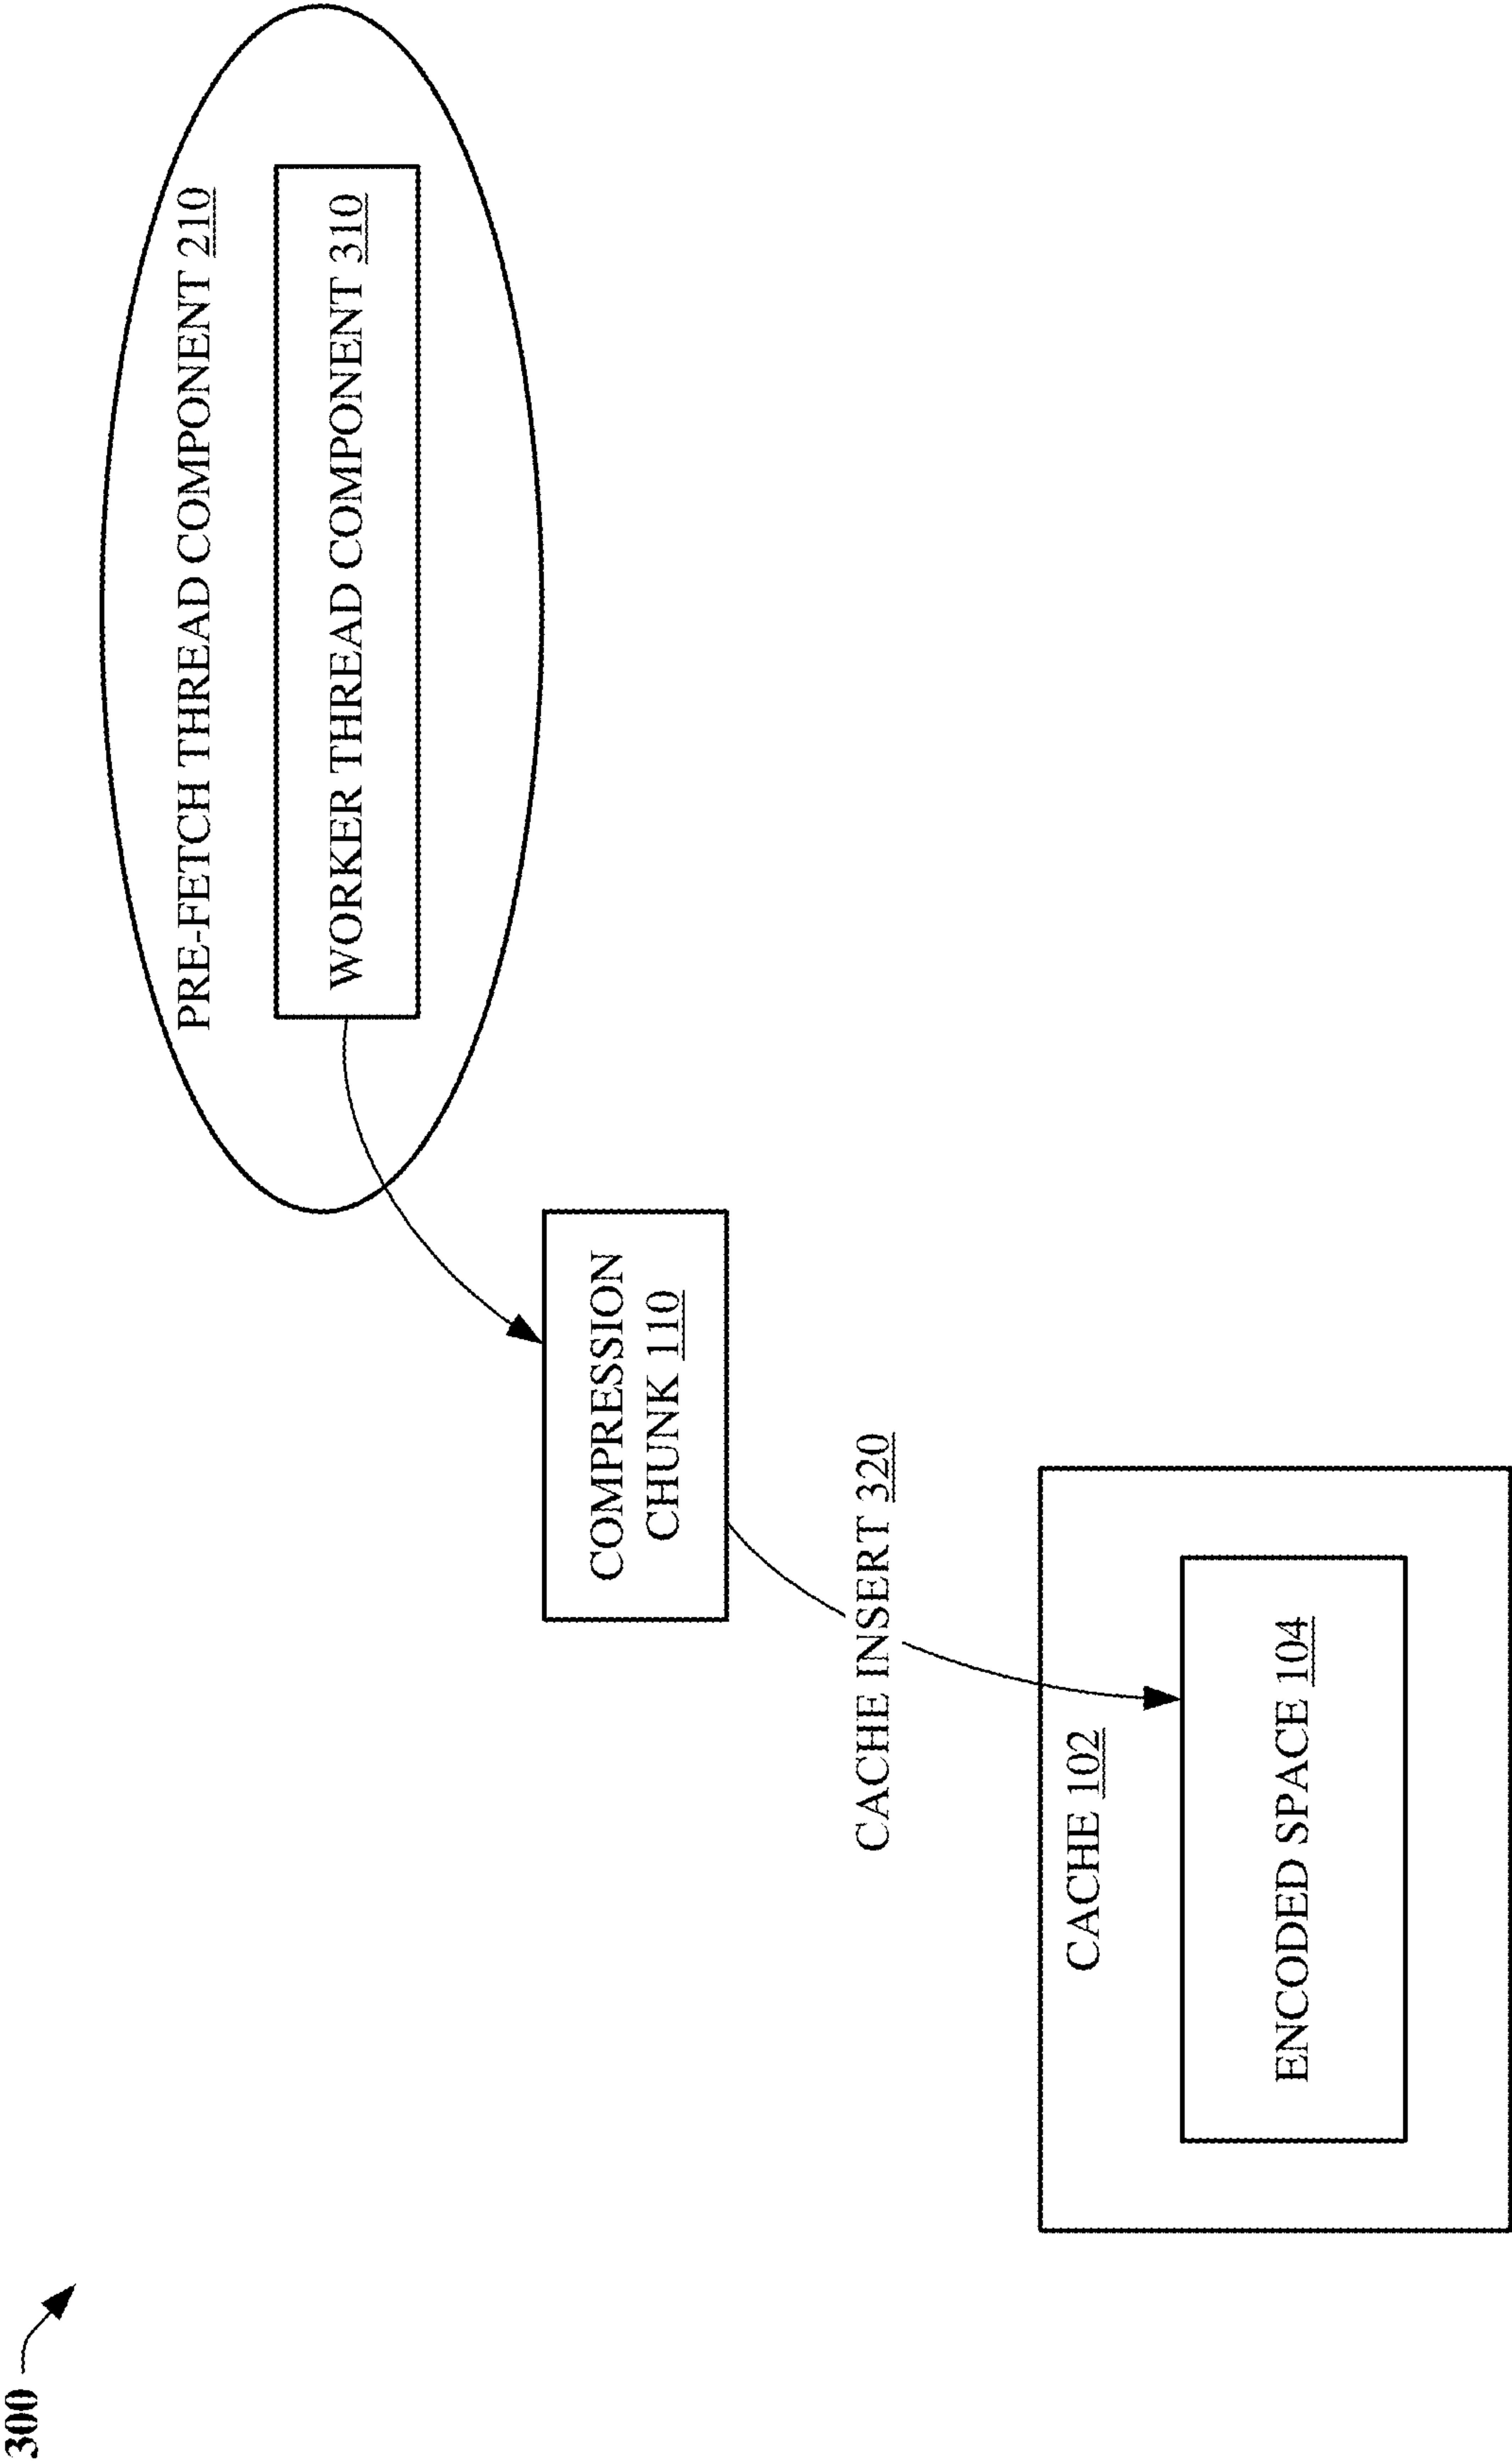 300
PRE-FETCH THREAD COMPONENT 210
WORKER THREAD COMPONENT 310
COMPRESSION
CHUNK 110
CACHE INSERT 320
CACHE 102
ENCODED SPACE 104